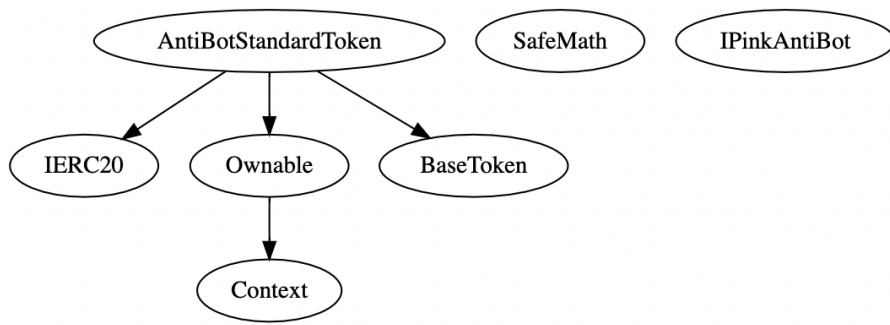 AntiBotStandardToken
SafeMath
IPinkAntiBot
IERC20
Ownable
BaseToken
Context